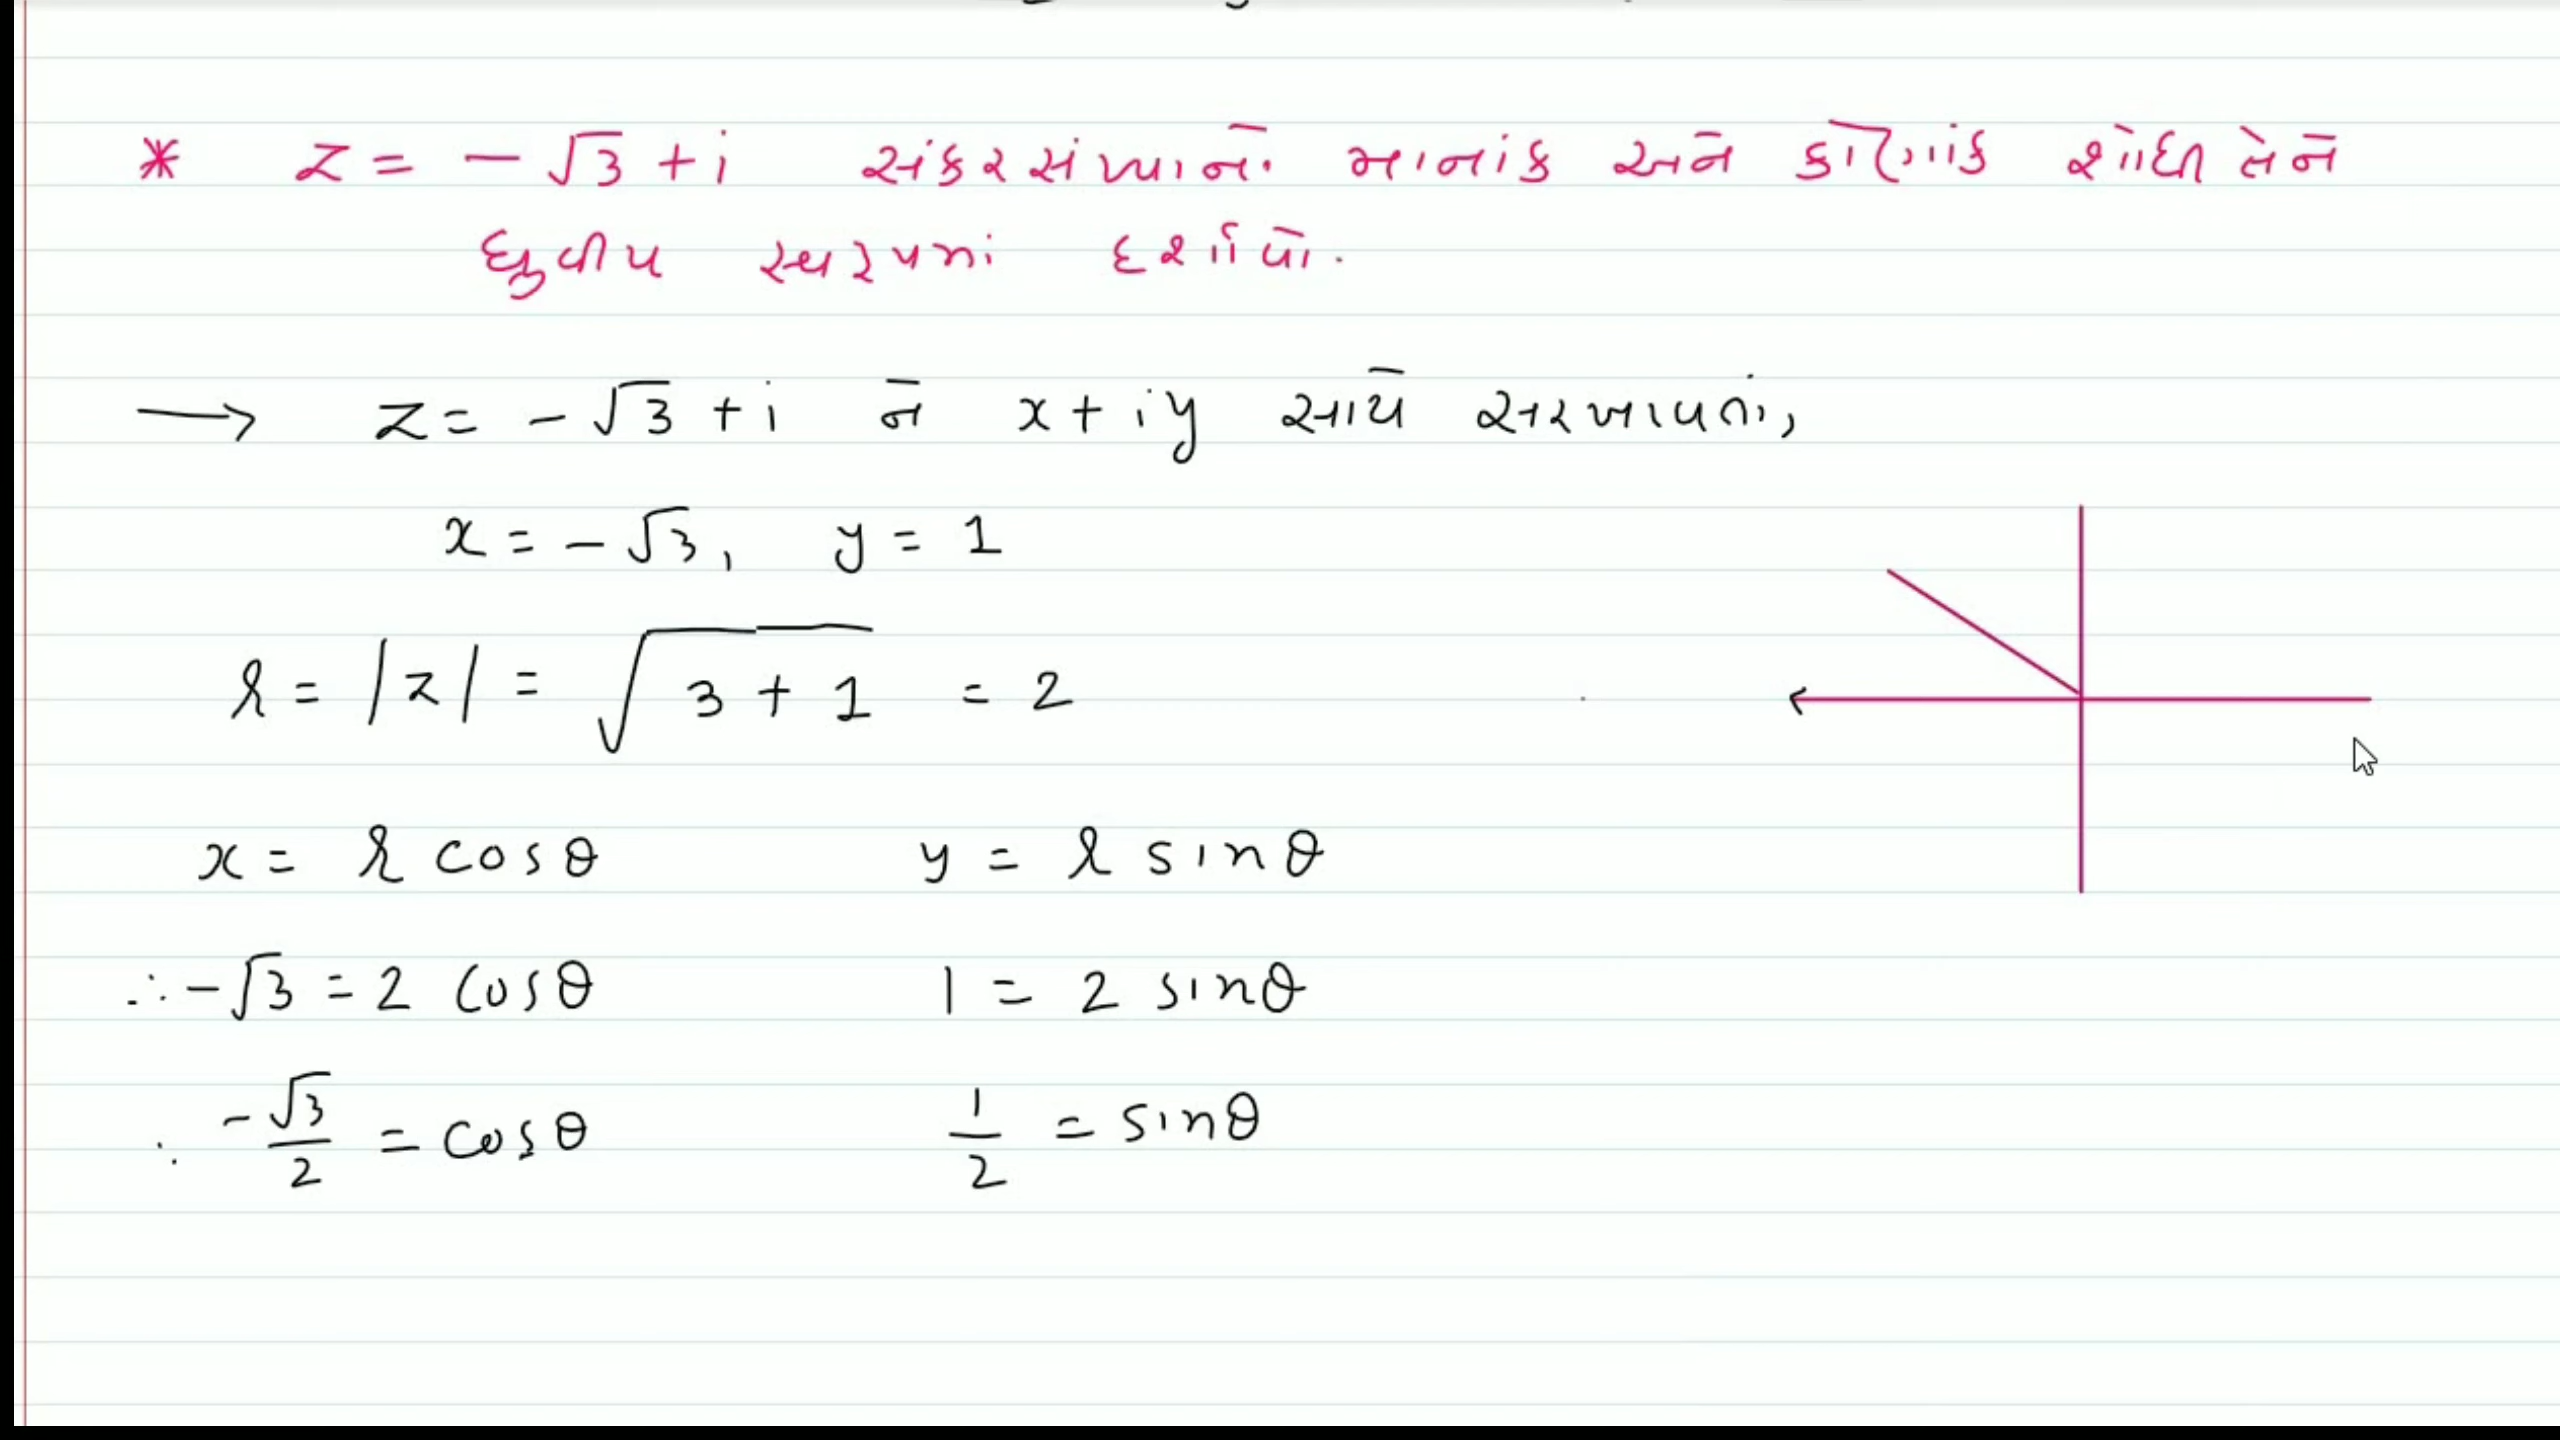 * z = -√3 + i સંકર સંખ્યાનો માનાંક અને કોણાંક શોધી તેને
ધ્રુવીય સ્વરૂપમાં દર્શાવો.
→ z = -√3 + i ને x + iy સાથે સરખાવતાં,
x = -√3, y = 1
r = |z| = √(3 + 1) = 2
x = r cosθ y = r sinθ
∴ -√3 = 2 cosθ 1 = 2 sinθ
∴ -√3/2 = cosθ 1/2 = sinθ